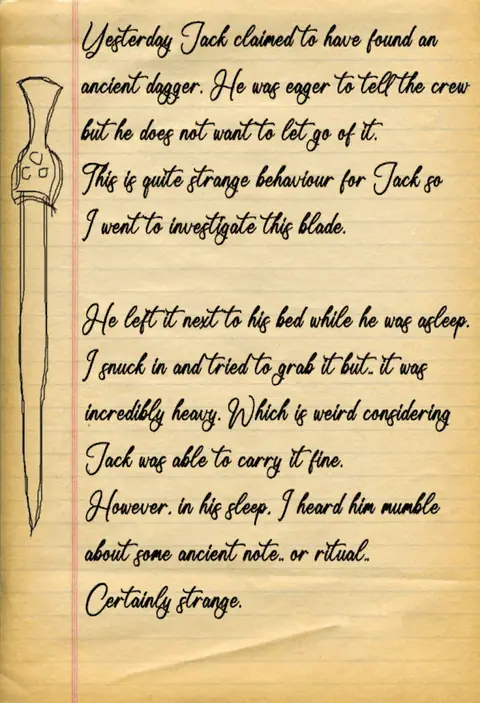 Yesterday Jack claimed to have found an
ancient dagger. He was eager to tell the crew
but he does not want to let go of it.
This is quite strange behaviour for Jack so
I went to investigate this blade.
He left it next to his bed while he was asleep.
I snuck in and tried to grab it but.. it was
incredibly heavy. Which is weird considering
Jack was able to carry it fine.
However, in his sleep, I heard him mumble
about some ancient note.. or ritual..
Certainly strange.